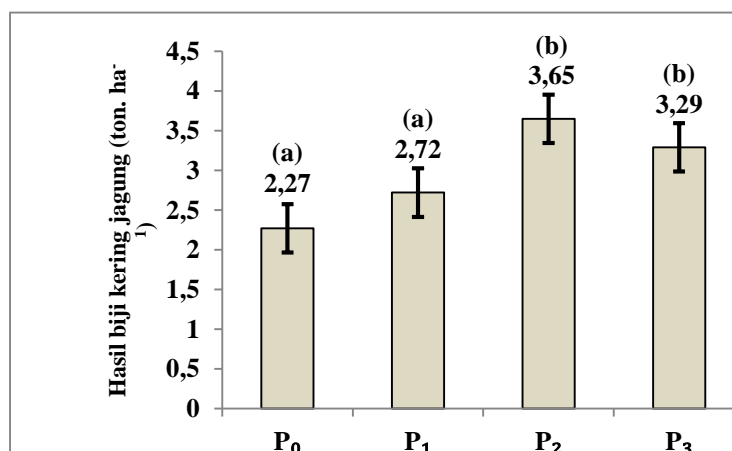 Hasil biji kering jagung (ton. ha-
1)
4,5
4
3,5
3
2,5
2
1,5
1
0,5
0
(a)
2,27
(a)
2,72
(b)
3,65
(b)
3,29
P₀ P₁ P₂ P₃